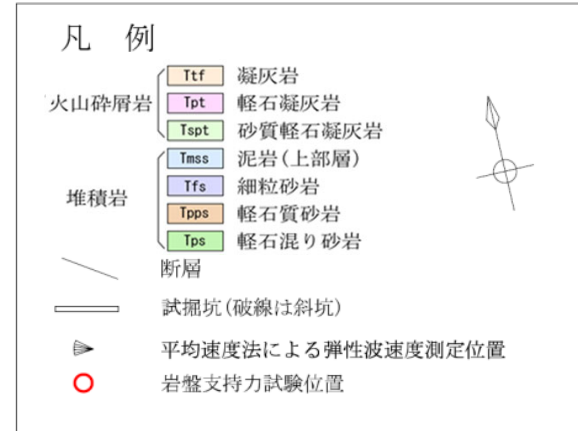 凡 例
Ttf 凝灰岩
火山砕屑岩 Tpt 軽石凝灰岩
Tspt 砂質軽石凝灰岩
Tmss 泥岩(上部層)
Tfs 細粒砂岩
堆積岩
Tpps 軽石質砂岩
Tps 軽石混り砂岩
断層
試掘坑(破線は斜坑)
平均速度法による弾性波速度測定位置
岩盤支持力試験位置